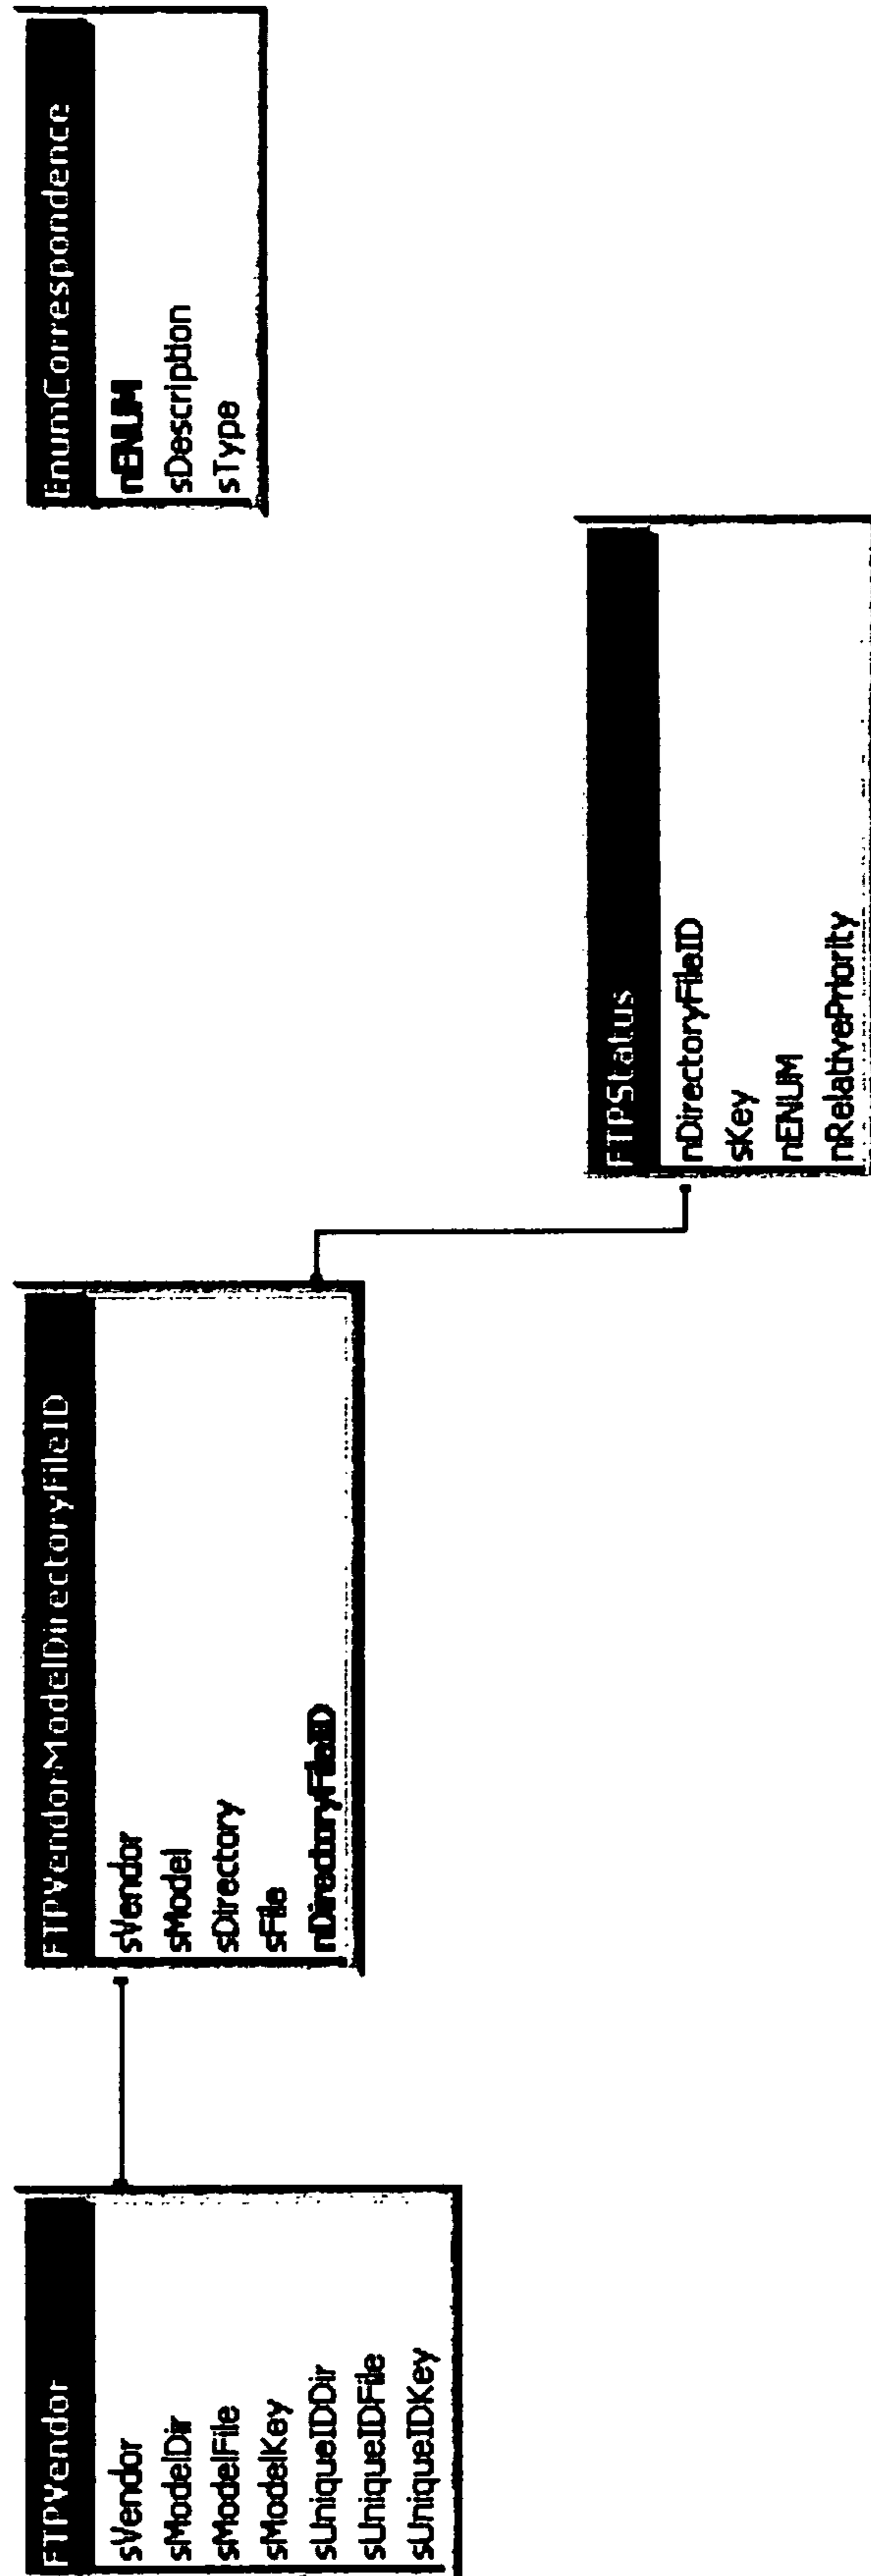 FTPVendor
sVendor
sModelDir
sModelFile
sModelKey
sUniqueIDDir
sUniqueIDFile
sUniqueIDKey
FTPVendorModelDirectoryFileID
sVendor
sModel
sDirectory
sFile
nDirectoryFileID
FTPStatus
nDirectoryFileID
sKey
nENUM
nRelativePriority
EnumCorrespondence
nENUM
sDescription
sType